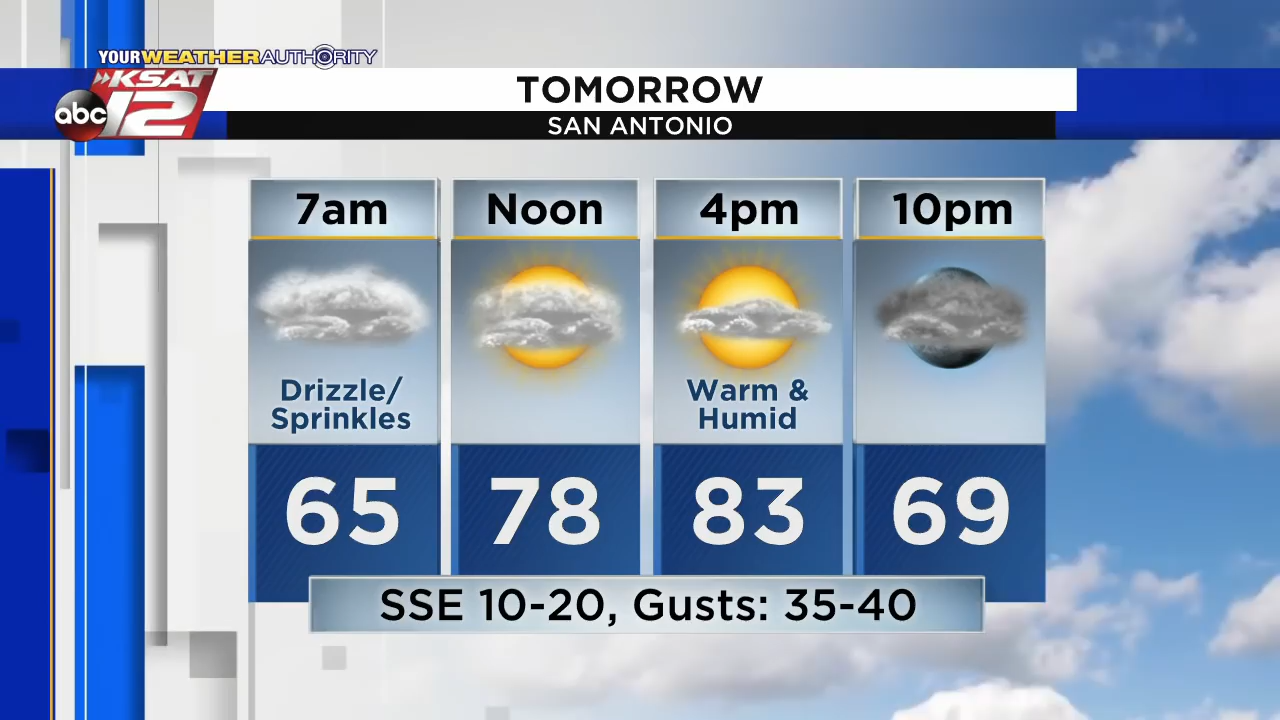 YOURWEATHERAUTHORITY
KSAT
abc 12
TOMORROW
SAN ANTONIO
7am
Noon
4pm
10pm
Drizzle/
Sprinkles
Warm &
Humid
65
78
83
69
SSE 10-20, Gusts: 35-40